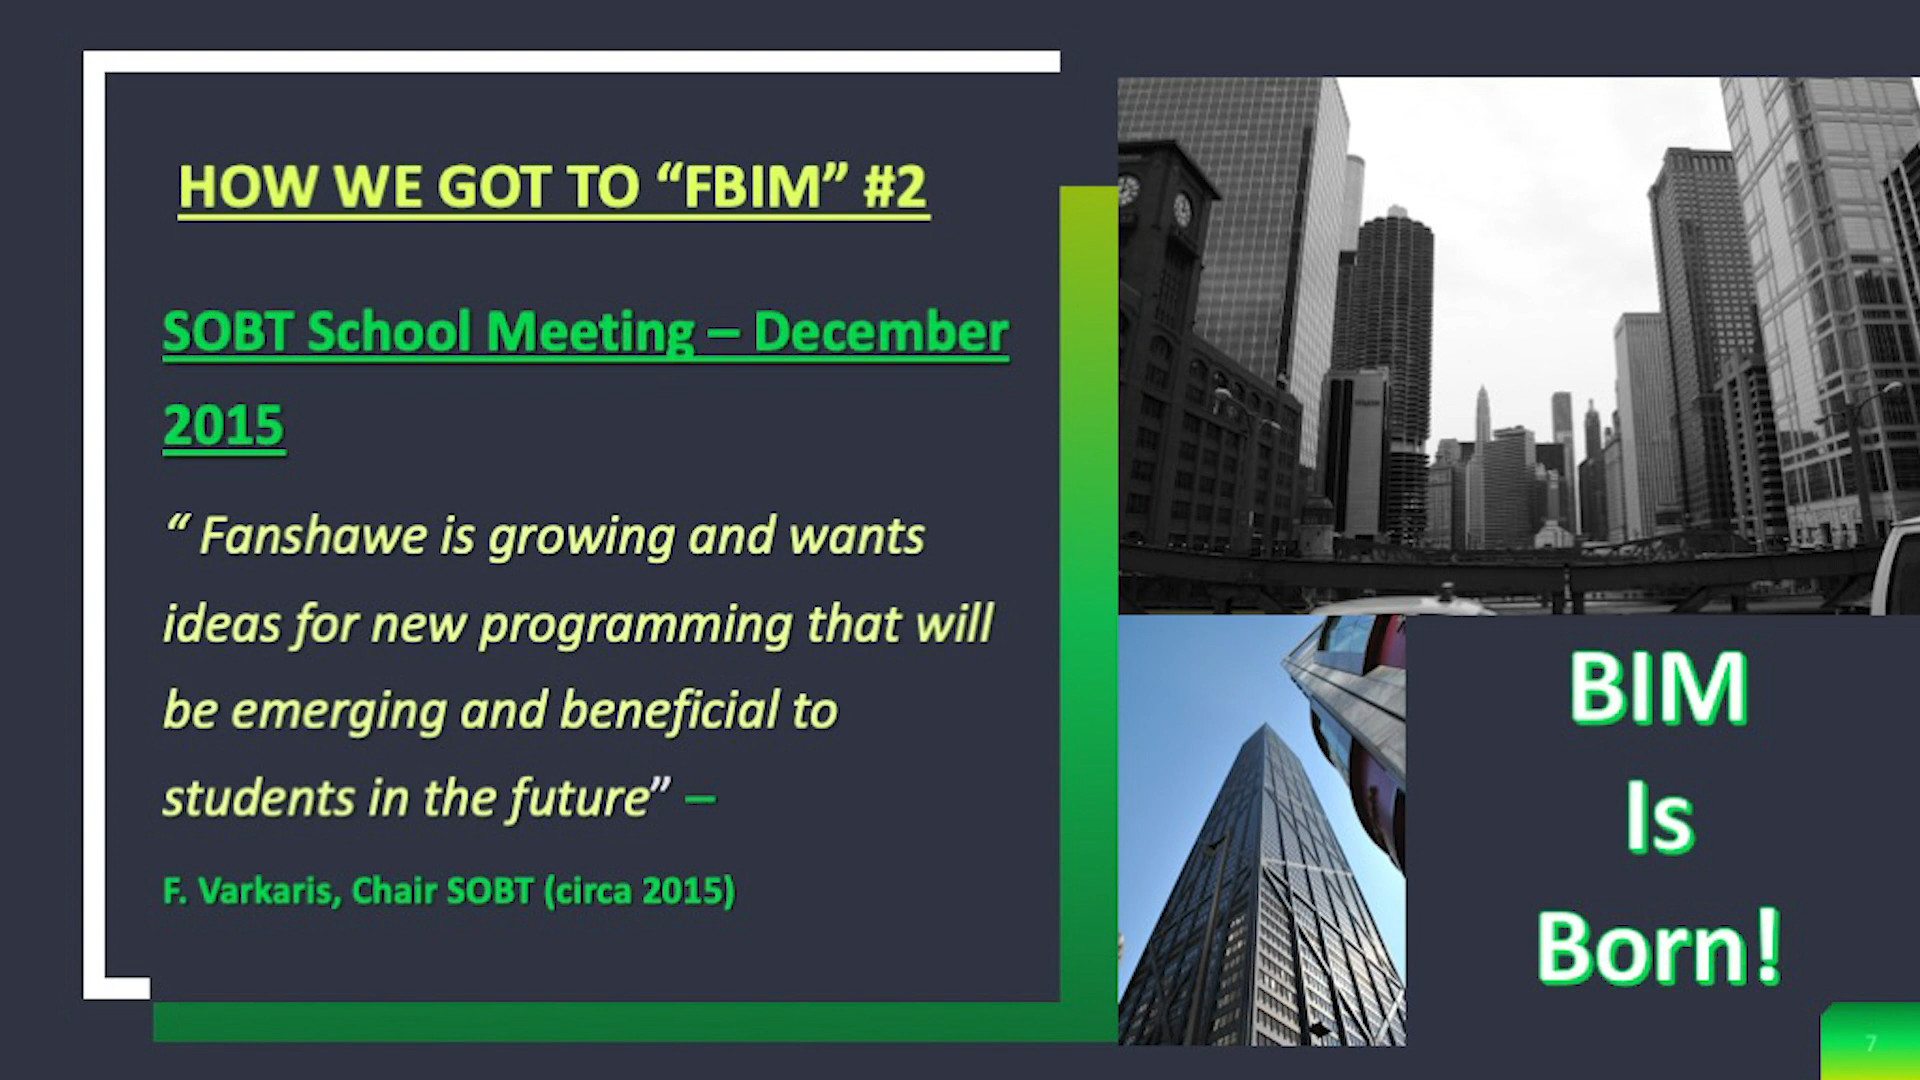 HOW WE GOT TO “FBIM” #2
SOBT School Meeting – December
2015
“ Fanshawe is growing and wants
ideas for new programming that will
be emerging and beneficial to
students in the future” –
F. Varkaris, Chair SOBT (circa 2015)
BIM
Is
Born!
7